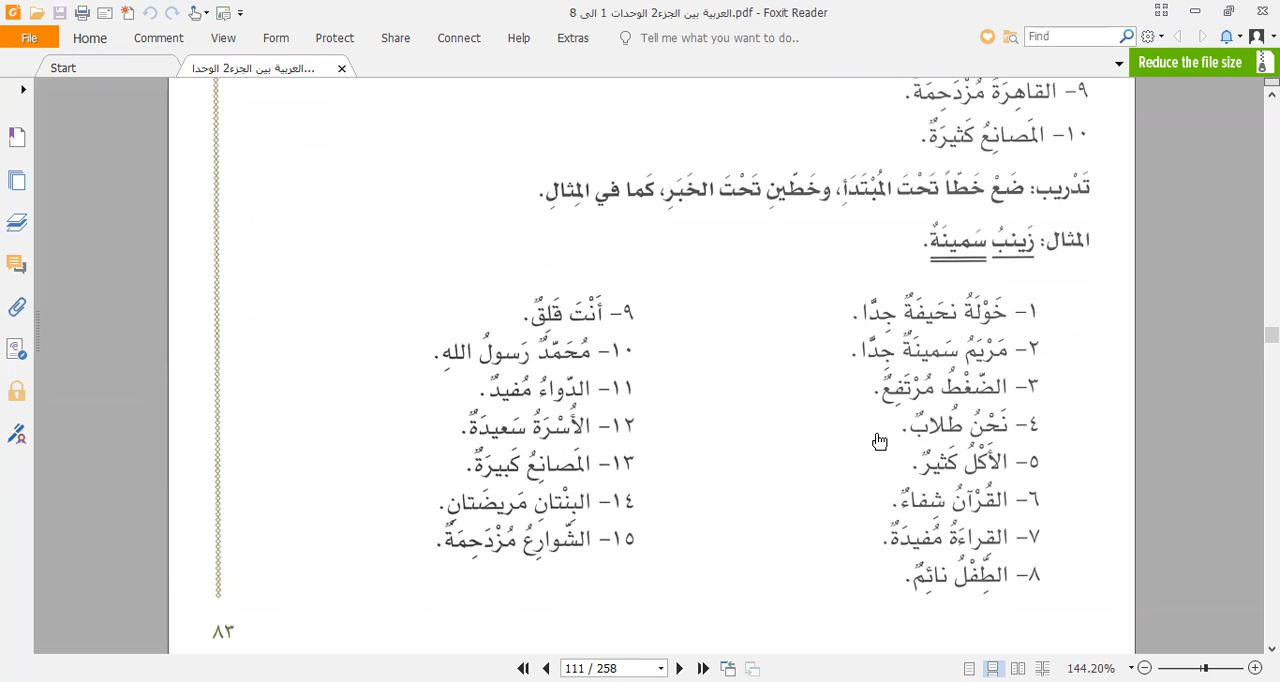 العربية بين الجزء2 الوحدات 1 الى 8.pdf - Foxit Reader
File Home Comment View Form Protect Share Connect Help Extras Tell me what you want to do.. Find
Start العربية بين الجزء2 الوحدا... Reduce the file size
٩- القاهِرَةُ مُزْدَحِمَةٌ.
١٠- المَصانِعُ كَثيرَةٌ.
تَدْريب: ضَعْ خَطّاً تَحْتَ المُبْتَدَأِ، وخَطَّينِ تَحْتَ الخَبَرِ، كَما في المِثالِ.
المثال: زَينبُ سَمينَةٌ.
١- خَوْلَةُ نحَيفَةٌ جِدًّا.
٢- مَرْيَمُ سَمينَةٌ جِدًّا.
٣- الضّغْطُ مُرْتَفِعٌ.
٤- نَحْنُ طُلابٌ.
٥- الأَكْلُ كَثيرٌ.
٦- القُرْآنُ شِفاءٌ.
٧- القِراءَةُ مُفيدَةٌ.
٨- الطِّفْلُ نائِمٌ.
٩- أَنْتَ قَلِقٌ.
١٠- مُحَمّدٌ رَسولُ اللهِ.
١١- الدّواءُ مُفيدٌ.
١٢- الأُسْرَةُ سَعيدَةٌ.
١٣- المَصانِعُ كَبيرَةٌ.
١٤- البِنْتانِ مَريضَتانِ.
١٥- الشّوارِعُ مُزْدَحِمَةٌ.
٨٣
111 / 258 144.20%